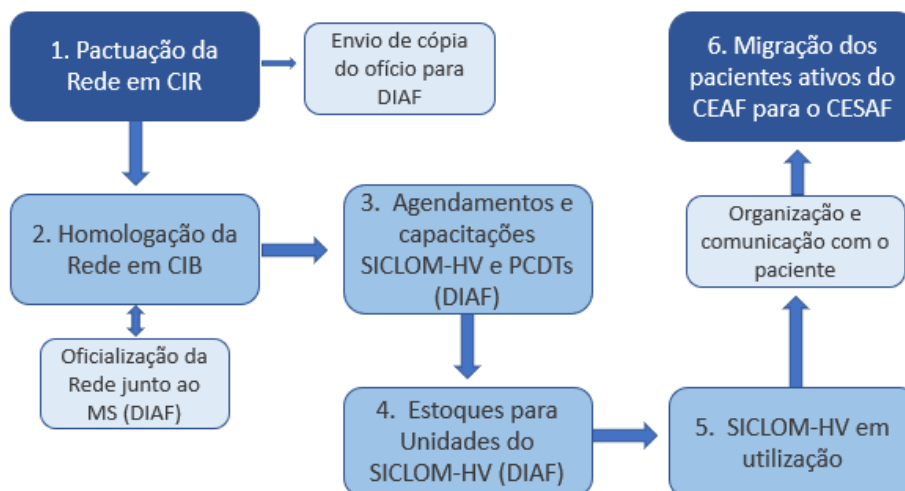 1. Pactuação da
Rede em CIR
Envio de cópia
do ofício para
DIAF
2. Homologação da
Rede em CIB
Oficialização da
Rede junto ao
MS (DIAF)
3. Agendamentos e
capacitações
SICLOM-HV e PCDTs
(DIAF)
4. Estoques para
Unidades do
SICLOM-HV (DIAF)
5. SICLOM-HV em
utilização
Organização e
comunicação com o
paciente
6. Migração dos
pacientes ativos do
CEAF para o CESAF